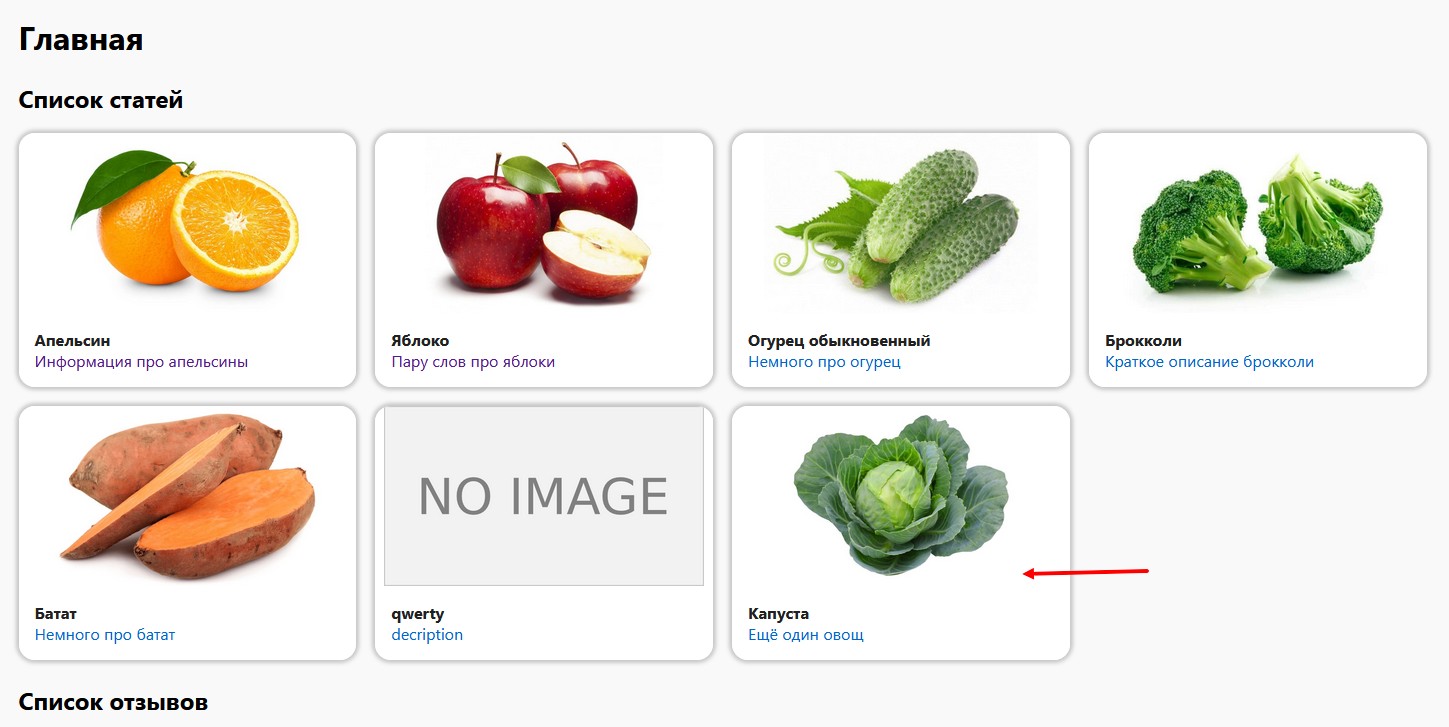 Главная
Список статей
Апельсин
Информация про апельсины
Яблоко
Пару слов про яблоки
Огурец обыкновенный
Немного про огурец
Брокколи
Краткое описание брокколи
Батат
Немного про батат
NO IMAGE
qwerty
decription
Капуста
Ещё один овощ
Список отзывов